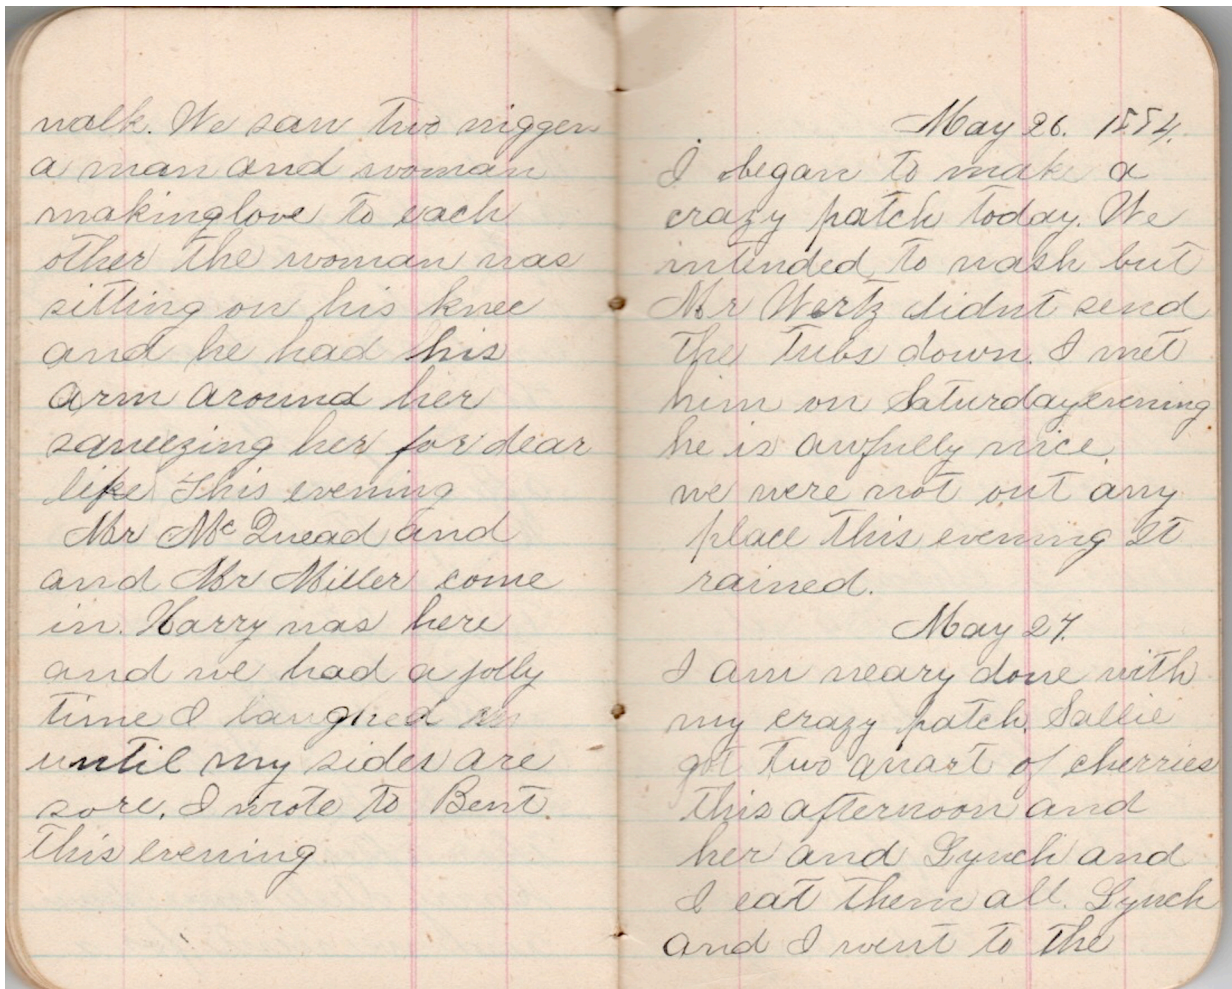 walk. We saw two niggers
a man and woman
makinglove to each
other the woman was
sitting on his knee
and he had his
arm around her
squeezing her for dear
life This evening
Mr McQuead and
and Mr Miller come
in. Harry was here
and we had a jolly
time I laughed
until my sides are
sore. I wrote to Bent
this evening
May 26. 1884.
I began to make a
crazy patch today. We
intended to wash but
Mr Wertz didnt send
the tubs down. I met
him on Saturdayevening
he is awfully nice
we were not out any
place this evening It
rained.
May 27.
I am neary done with
my crazy patch. Sallie
got two quart of cherries
this afternoon and
her and Lynch and
I eat them all. Lynch
and I went to the